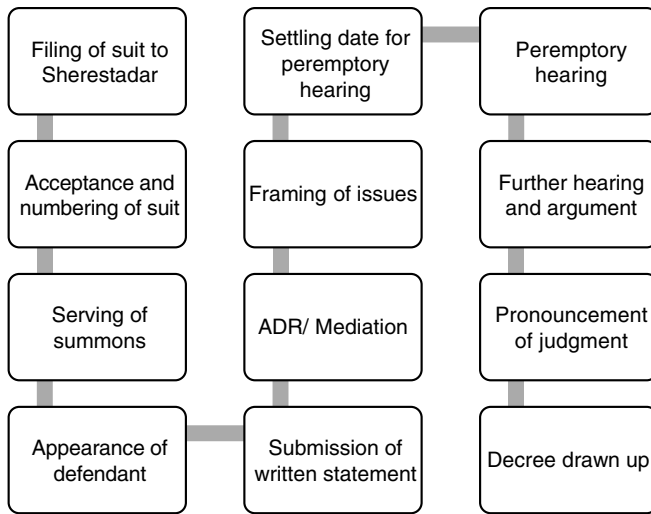 Filing of suit to
Sherestadar
Acceptance and
numbering of suit
Serving of
summons
Appearance of
defendant
Submission of
written statement
ADR/ Mediation
Framing of issues
Settling date for
peremptory
hearing
Peremptory
hearing
Further hearing
and argument
Pronouncement
of judgment
Decree drawn up